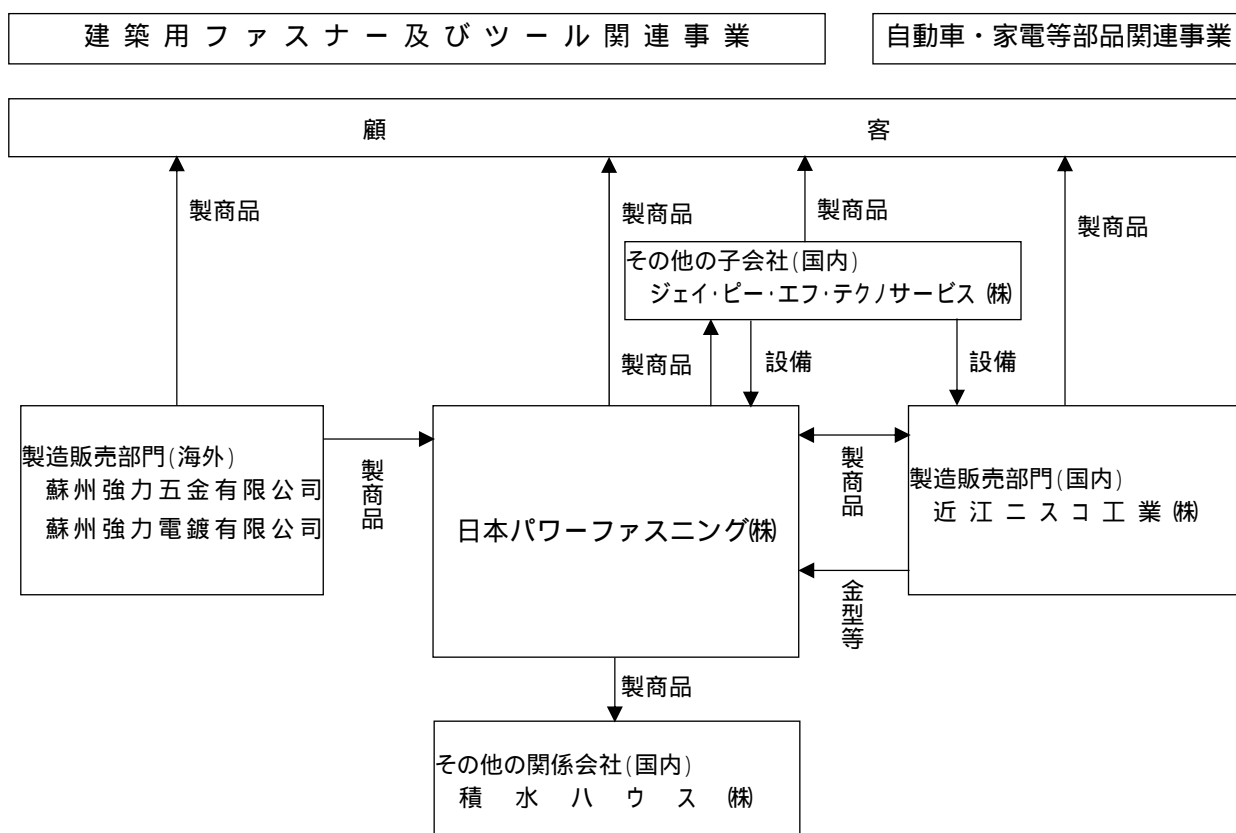 建築用ファスナー及びツール関連事業
自動車・家電等部品関連事業
顧客
製商品
製商品
製商品
製商品
その他の子会社(国内)
ジェイ・ピー・エフ・テクノサービス㈱
製商品
設備
設備
製造販売部門(海外)
蘇州強力五金有限公司
蘇州強力電鍍有限公司
製商品
日本パワーファスニング㈱
製商品
金型等
製造販売部門(国内)
近江ニスコ工業㈱
製商品
その他の関係会社(国内)
積水ハウス㈱